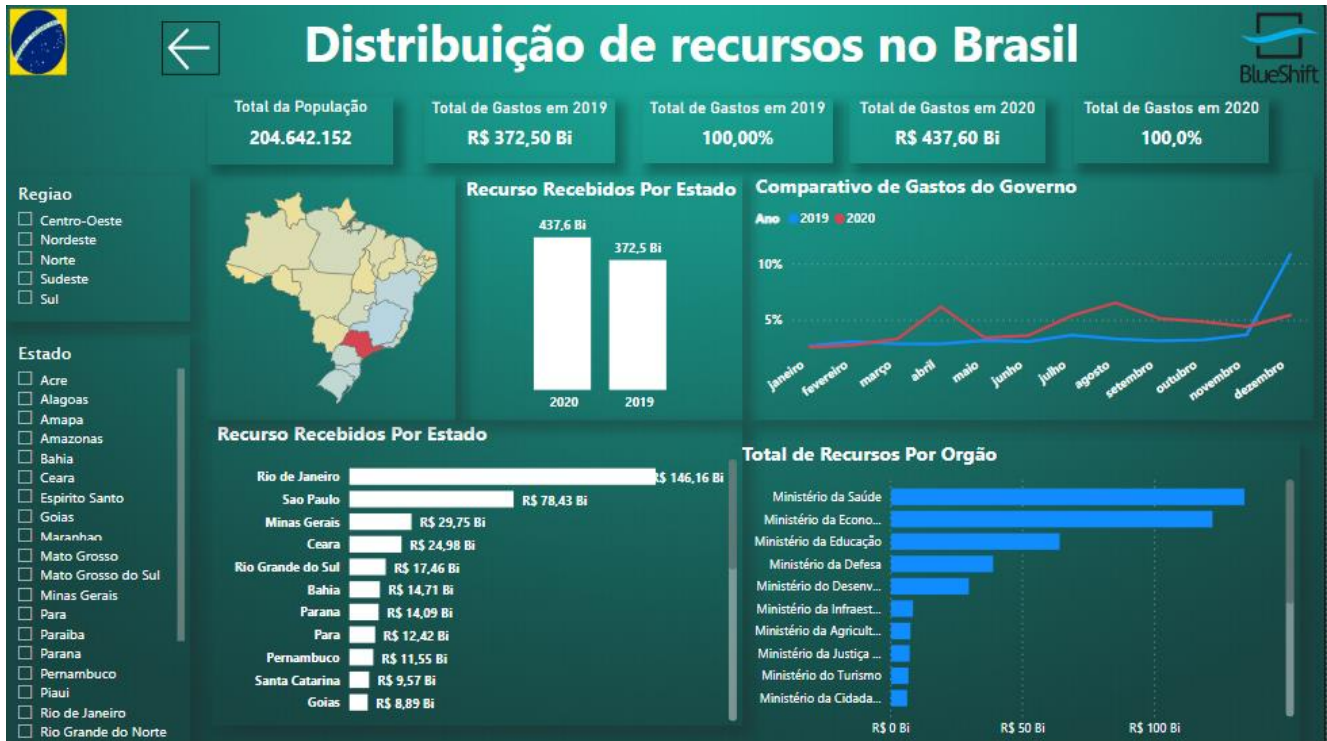 Distribuição de recursos no Brasil
BlueShift
Total da População
204.642.152
Total de Gastos em 2019
R$ 372,50 Bi
Total de Gastos em 2019
100,00%
Total de Gastos em 2020
R$ 437,60 Bi
Total de Gastos em 2020
100,0%
Regiao
Centro-Oeste
Nordeste
Norte
Sudeste
Sul
Estado
Acre
Alagoas
Amapa
Amazonas
Bahia
Ceara
Espirito Santo
Goias
Maranhao
Mato Grosso
Mato Grosso do Sul
Minas Gerais
Para
Paraiba
Parana
Pernambuco
Piaui
Rio de Janeiro
Rio Grande do Norte
Recurso Recebidos Por Estado
437,6 Bi
372,5 Bi
2020 2019
Comparativo de Gastos do Governo
Ano 2019 2020
10%
5%
janeiro fevereiro março abril maio junho julho agosto setembro outubro novembro dezembro
Recurso Recebidos Por Estado
Rio de Janeiro R$ 146,16 Bi
Sao Paulo R$ 78,43 Bi
Minas Gerais R$ 29,75 Bi
Ceara R$ 24,98 Bi
Rio Grande do Sul R$ 17,46 Bi
Bahia R$ 14,71 Bi
Parana R$ 14,09 Bi
Para R$ 12,42 Bi
Pernambuco R$ 11,55 Bi
Santa Catarina R$ 9,57 Bi
Goias R$ 8,89 Bi
Total de Recursos Por Orgão
Ministério da Saúde
Ministério da Econo...
Ministério da Educação
Ministério da Defesa
Ministério do Desenv...
Ministério da Infraest...
Ministério da Agricult...
Ministério da Justiça ...
Ministério do Turismo
Ministério da Cidada...
R$ 0 Bi R$ 50 Bi R$ 100 Bi